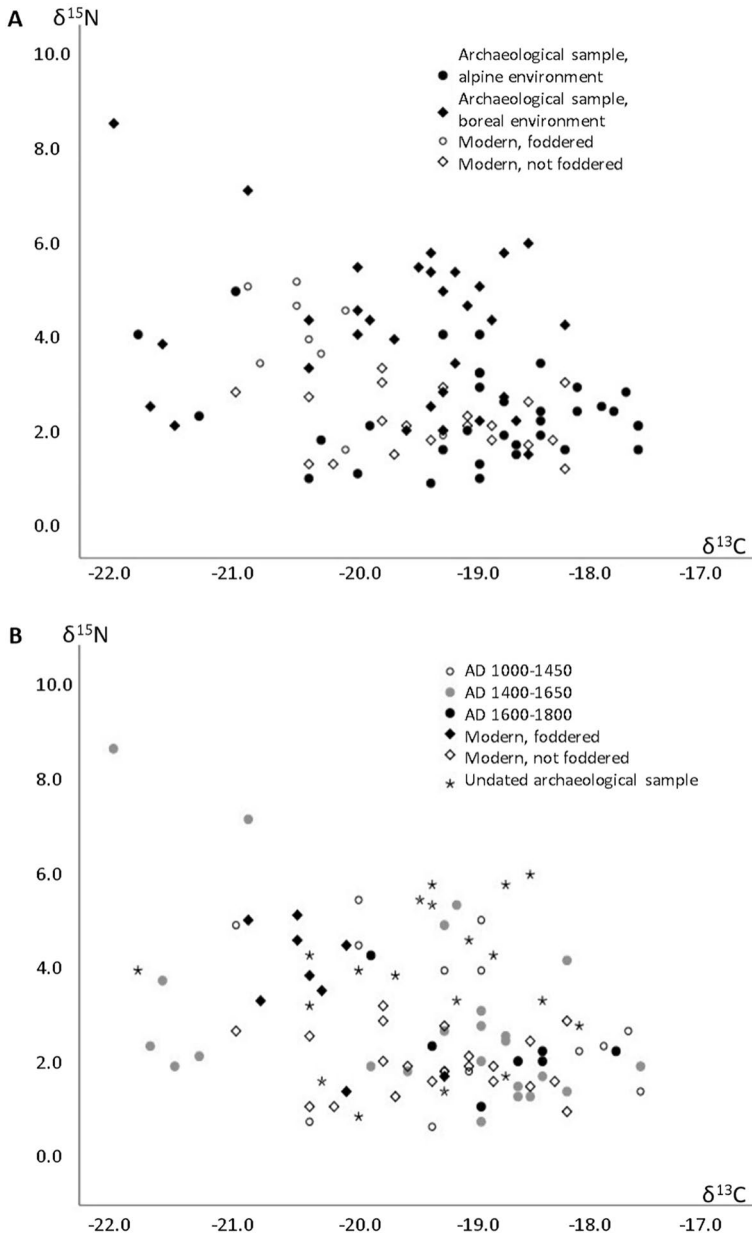 A
δ¹⁵N
10.0
8.0
6.0
4.0
2.0
0.0
Archaeological sample,
alpine environment
Archaeological sample,
boreal environment
Modern, foddered
Modern, not foddered
δ¹³C
-22.0 -21.0 -20.0 -19.0 -18.0 -17.0
B
δ¹⁵N
10.0
8.0
6.0
4.0
2.0
0.0
AD 1000-1450
AD 1400-1650
AD 1600-1800
Modern, foddered
Modern, not foddered
Undated archaeological sample
δ¹³C
-22.0 -21.0 -20.0 -19.0 -18.0 -17.0